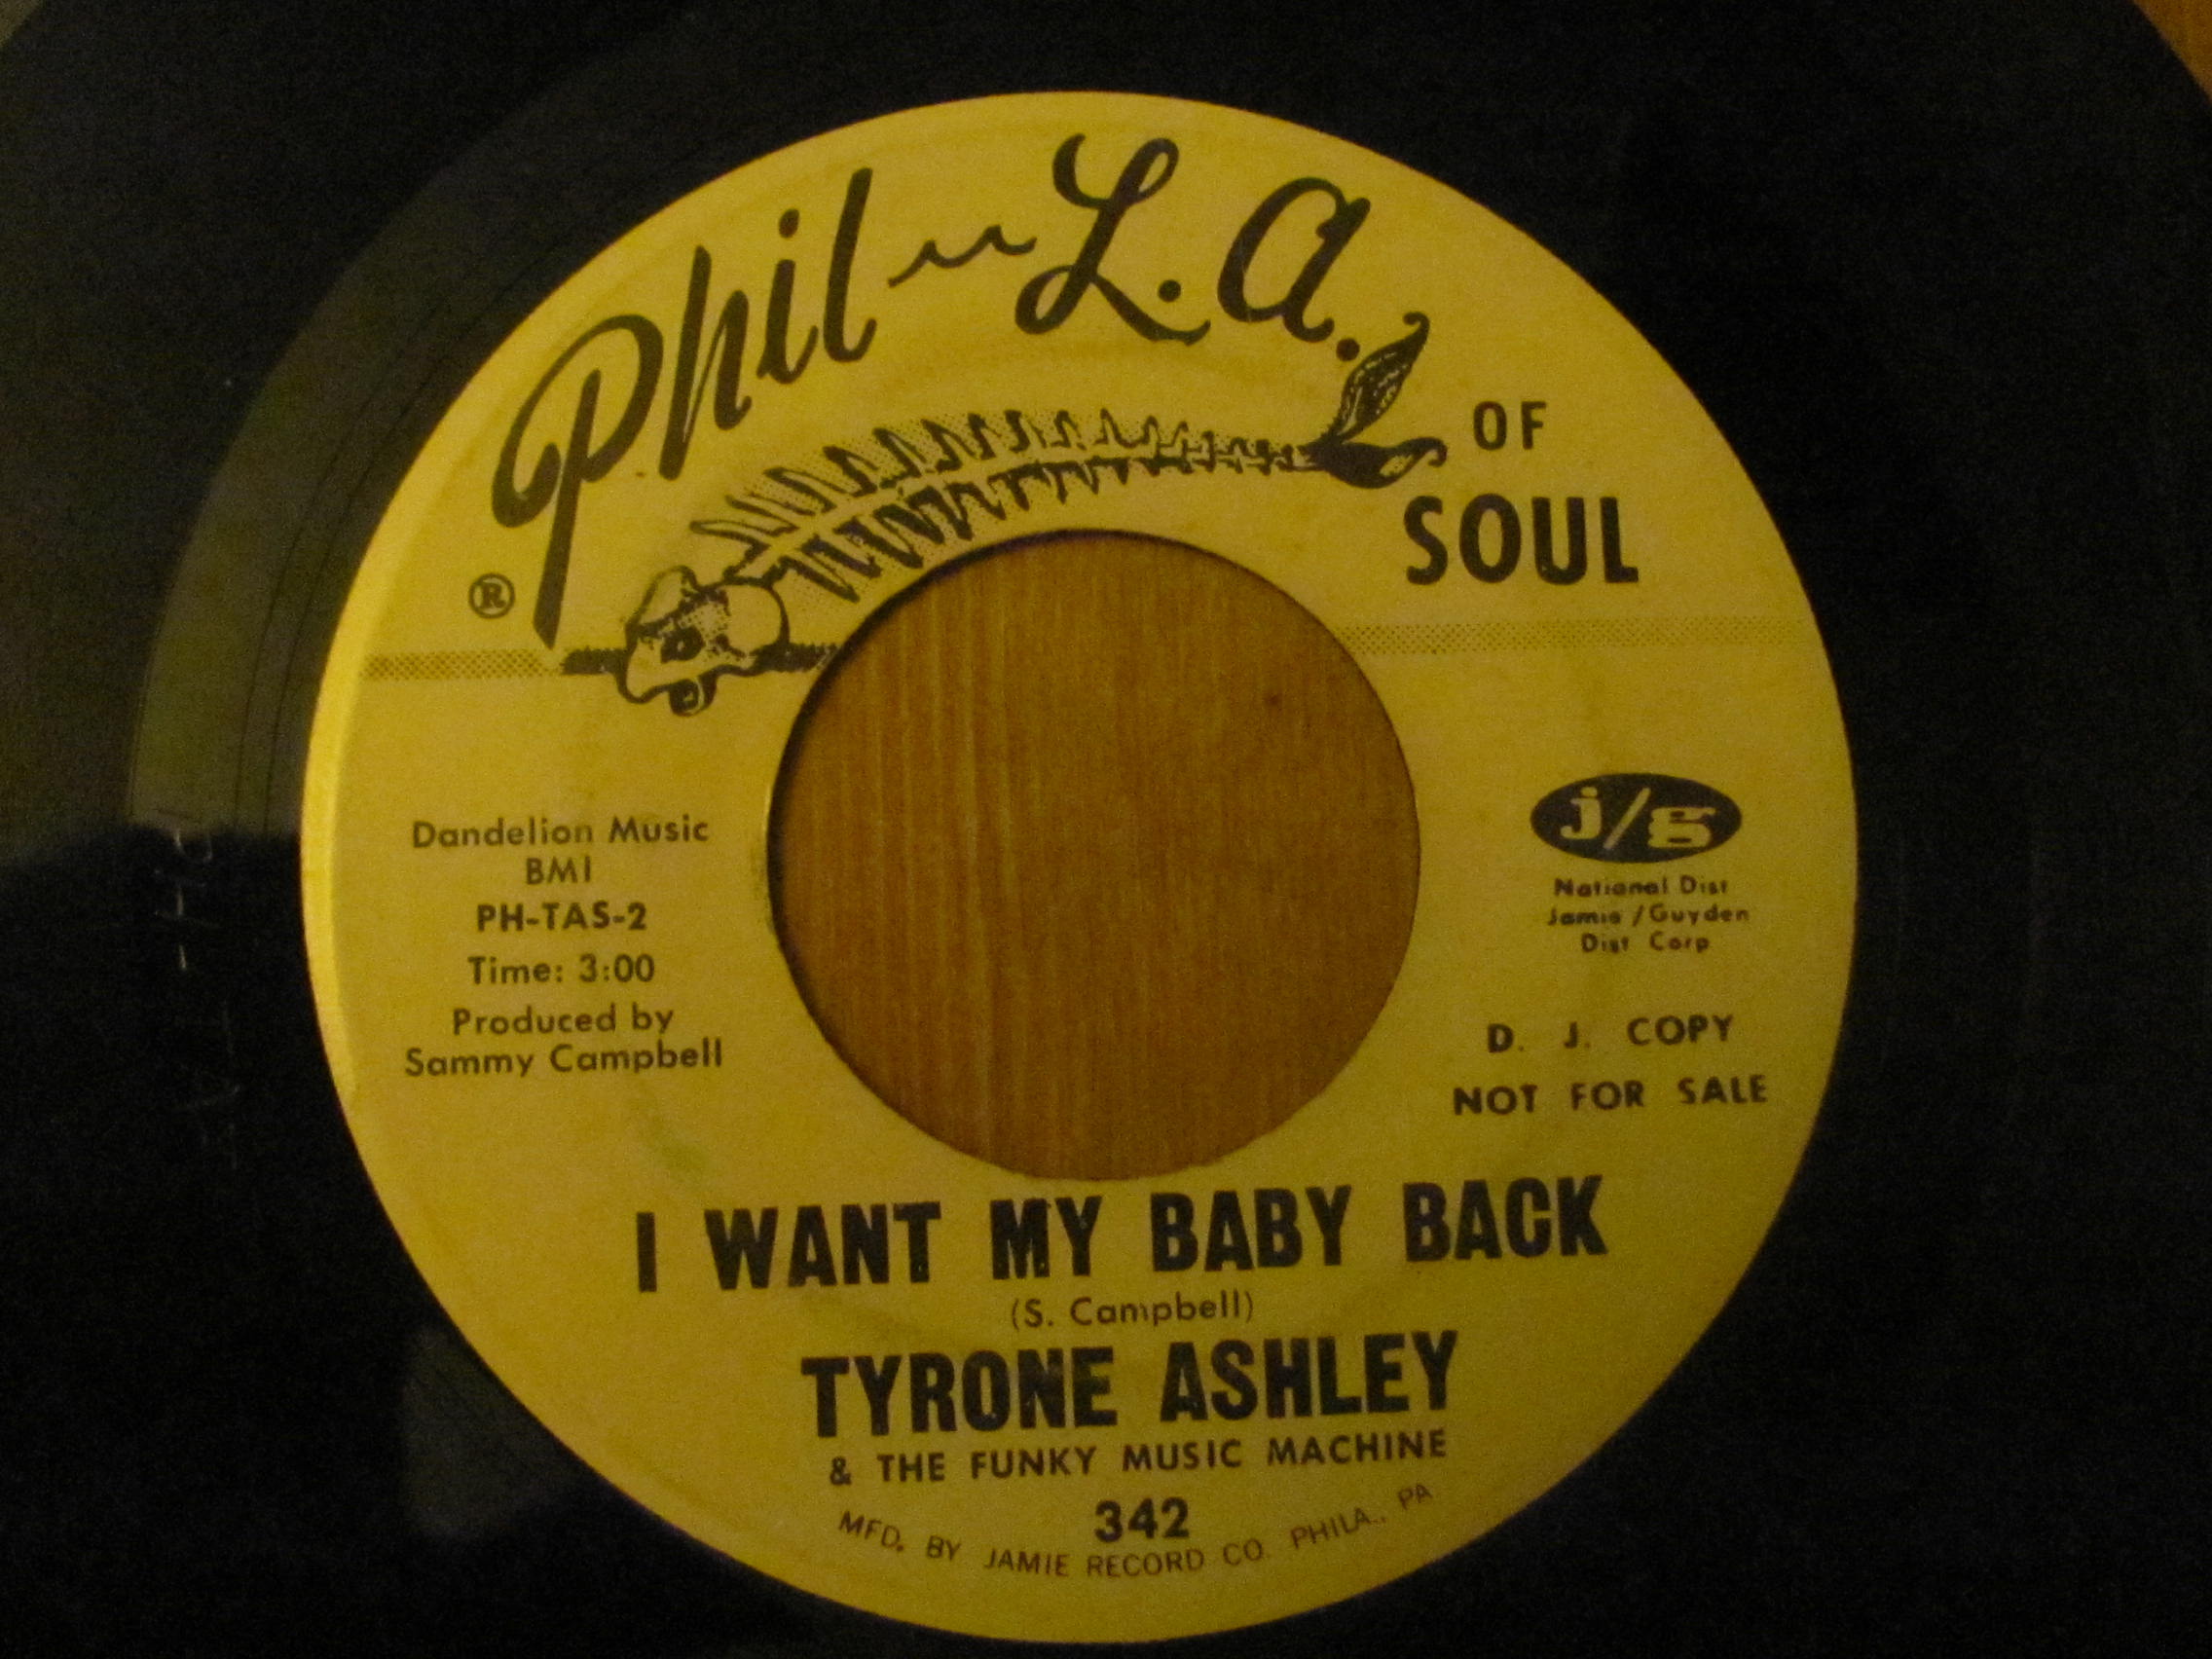 Phil-L.A.
OF
SOUL
®
Dandelion Music
BMI
PH-TAS-2
Time: 3:00
Produced by
Sammy Campbell
j/g
National Dist
Jamie/Guyden
Dist Corp
D. J. COPY
NOT FOR SALE
I WANT MY BABY BACK
(S. Campbell)
TYRONE ASHLEY
& THE FUNKY MUSIC MACHINE
342
MFD. BY JAMIE RECORD CO. PHILA., PA